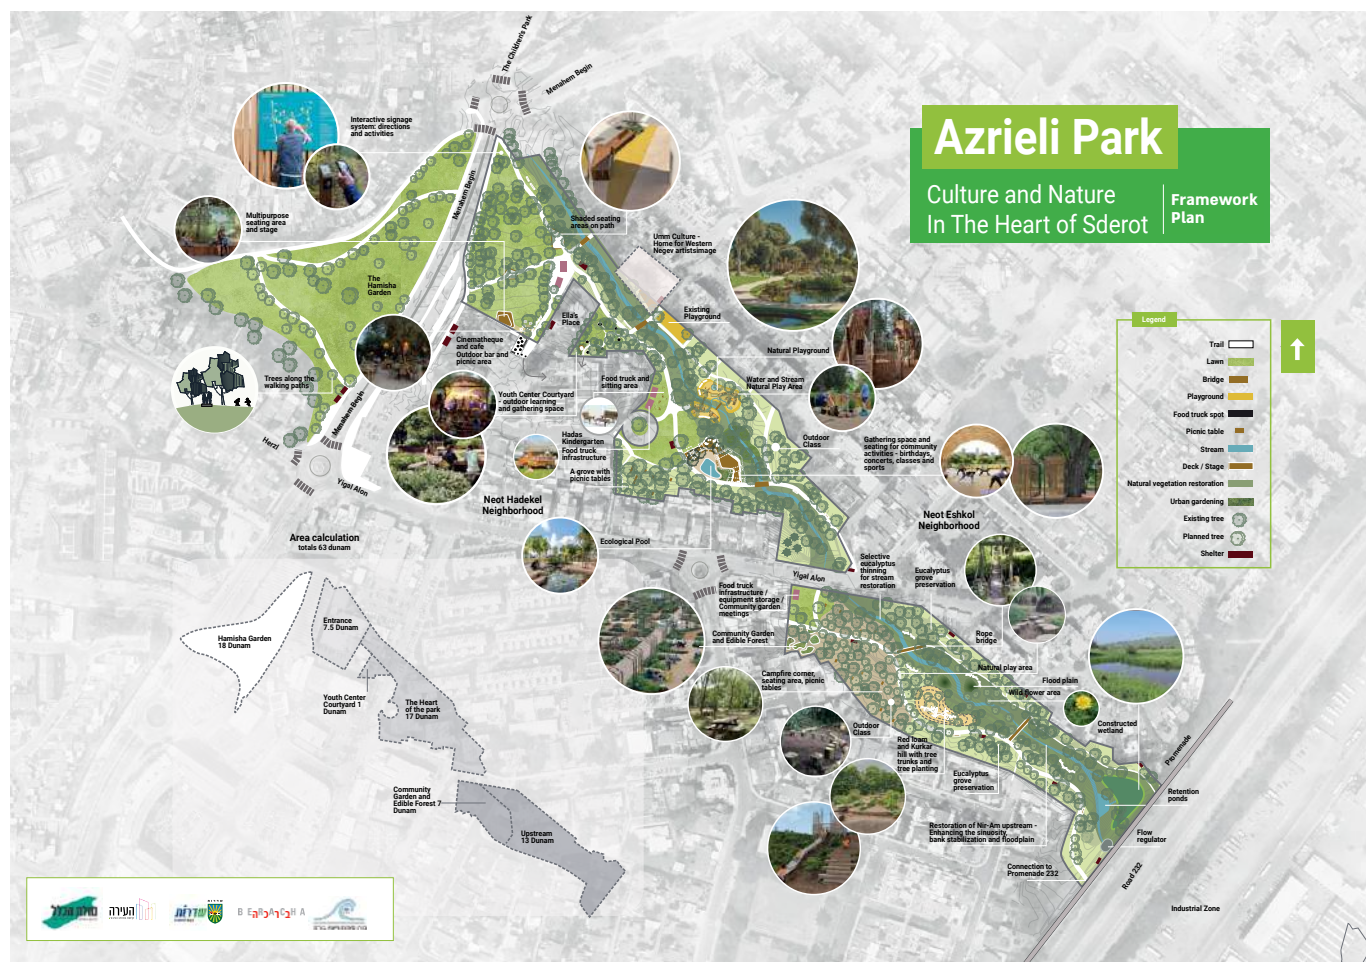 Azrieli Park
Culture and Nature
In The Heart of Sderot
Framework
Plan
The Children's Park
Menahem Begin
Interactive signage
system: directions
and activities
Menahem Begin
Multipurpose
seating area
and stage
Shaded seating
areas on path
Umm Culture -
Home for Western
Negev artistsimage
The
Hamisha
Garden
Ella's
Place
Existing
Playground
Cinematheque
and cafe
Outdoor bar and
picnic area
Natural Playground
Trees along the
walking paths
Food truck and
sitting area
Water and Stream
Natural Play Area
Youth Center Courtyard
- outdoor learning
and gathering space
Menahem Begin
Herzl
Yigal Alon
Hadas
Kindergarten
Food truck
infrastructure
A grove with
picnic tables
Outdoor
Class
Gathering space and
seating for community
activities - birthdays,
concerts, classes and
sports
Neot Hadekel
Neighborhood
Neot Eshkol
Neighborhood
Ecological Pool
Legend
Trail
Lawn
Bridge
Playground
Food truck spot
Picnic table
Stream
Deck / Stage
Natural vegetation restoration
Urban gardening
Existing tree
Planned tree
Shelter
Area calculation
totals 63 dunam
Hamisha Garden
18 Dunam
Entrance
7.5 Dunam
Youth Center
Courtyard 1
Dunam
The Heart
of the park
17 Dunam
Community
Garden and
Edible Forest 7
Dunam
Upstream
13 Dunam
Yigal Alon
Selective
eucalyptus
thinning
for stream
restoration
Eucalyptus
grove
preservation
Food truck
infrastructure /
equipment storage /
Community garden
meetings
Community Garden
and Edible Forest
Rope
bridge
Natural play area
Campfire corner,
seating area, picnic
tables
Flood plain
Wild flower area
Outdoor
Class
Constructed
wetland
Red loam
and Kurkar
hill with tree
trunks and
tree planting
Eucalyptus
grove
preservation
Promenade
Retention
ponds
Restoration of Nir-Am upstream -
Enhancing the sinuosity,
bank stabilization and floodplain
Flow
regulator
Connection to
Promenade 232
Road 232
Industrial Zone
העירה
שדרות
BERACHA
ברכה